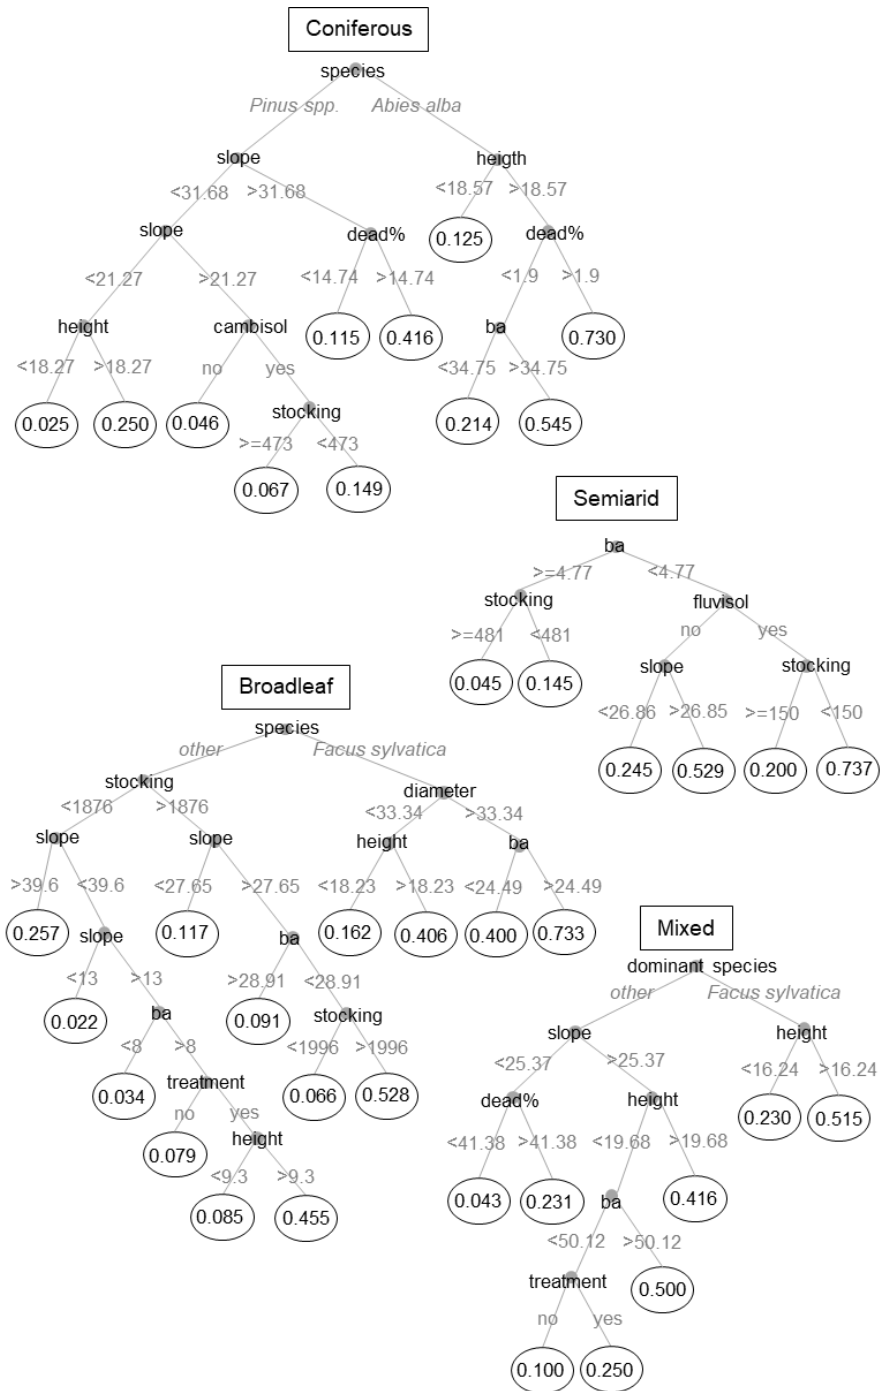 Coniferous
species
Pinus spp. Abies alba
slope heigth
<31.68 >31.68 <18.57 >18.57
slope dead% 0.125 dead%
<21.27 >21.27 <14.74 >14.74 <1.9 >1.9
height cambisol 0.115 0.416 ba 0.730
<18.27 >18.27 no yes <34.75 >34.75
0.025 0.250 0.046 stocking 0.214 0.545
>=473 <473
0.067 0.149
Semiarid
ba
>=4.77 <4.77
stocking fluvisol
>=481 <481 no yes
0.045 0.145 slope stocking
<26.86 >26.85 >=150 <150
0.245 0.529 0.200 0.737
Broadleaf
species
other Facus sylvatica
stocking diameter
<1876 >1876 <33.34 >33.34
slope slope height ba
>39.6 <39.6 <27.65 >27.65 <18.23 >18.23 <24.49 >24.49
0.257 slope 0.117 ba 0.162 0.406 0.400 0.733
<13 >13 >28.91 <28.91
0.022 ba 0.091 stocking
<8 >8 <1996 >1996
0.034 treatment 0.066 0.528
no yes
0.079 height
<9.3 >9.3
0.085 0.455
Mixed
dominant species
other Facus sylvatica
slope height
<25.37 >25.37 <16.24 >16.24
dead% height 0.230 0.515
<41.38 >41.38 <19.68 >19.68
0.043 0.231 ba 0.416
<50.12 >50.12
treatment 0.500
no yes
0.100 0.250